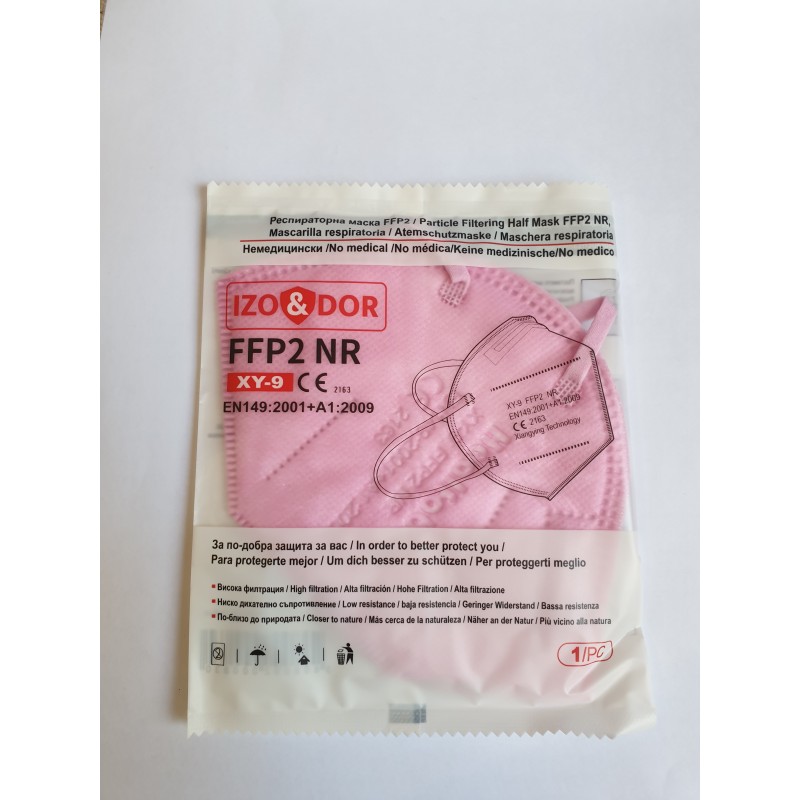 Респираторна маска FFP2 / Particle Filtering Half Mask FFP2 NR,
Mascarilla respiratoria / Atemschutzmaske / Maschera respiratoria
Немедицински /No medical /No médica/Keine medizinische/No medico
IZO&DOR
FFP2 NR
XY-9 CE 2163
EN149:2001+A1:2009
XY-9 FFP2 NR
EN149:2001+A1:2009
CE 2163
Xiangying Technology
За по-добра защита за вас / In order to better protect you /
Para protegerte mejor / Um dich besser zu schützen / Per proteggerti meglio
Висока филтрация / High filtration / Alta filtración / Hohe Filtration / Alta filtrazione
Ниско дихателно съпротивление / Low resistance / baja resistencia / Geringer Widerstand / Bassa resistenza
По-близо до природата / Closer to nature / Más cerca de la naturaleza / Näher an der Natur / Più vicino alla natura
1/PC